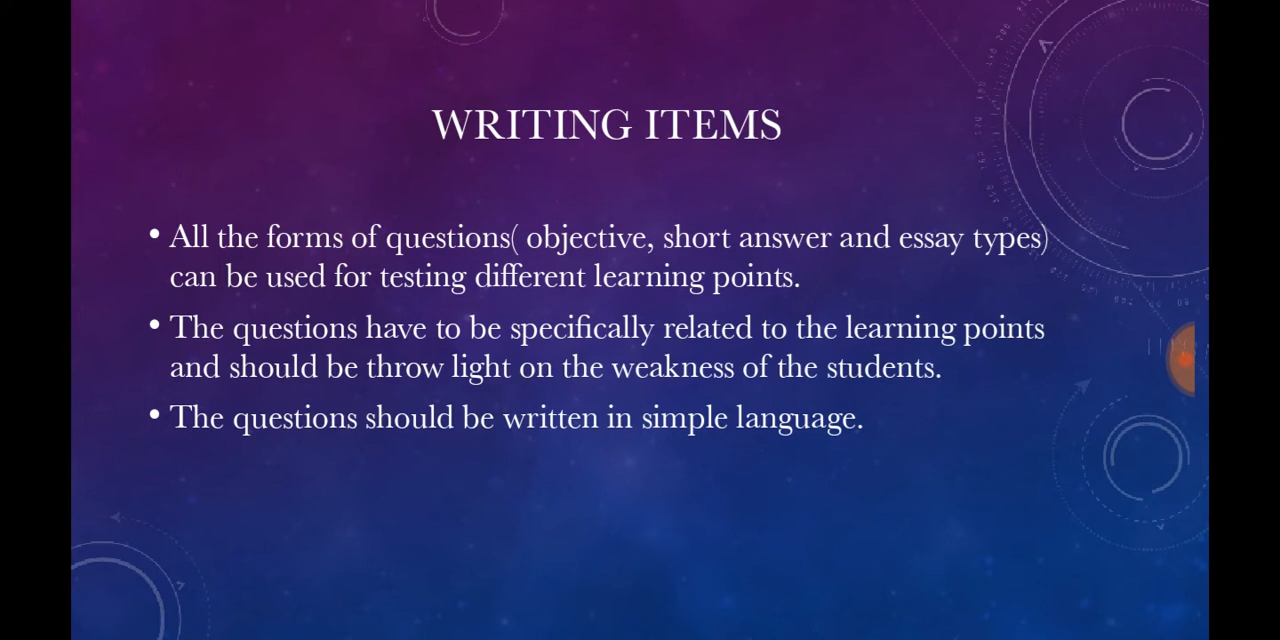 WRITING ITEMS
• All the forms of questions( objective, short answer and essay types)
can be used for testing different learning points.
• The questions have to be specifically related to the learning points
and should be throw light on the weakness of the students.
• The questions should be written in simple language.